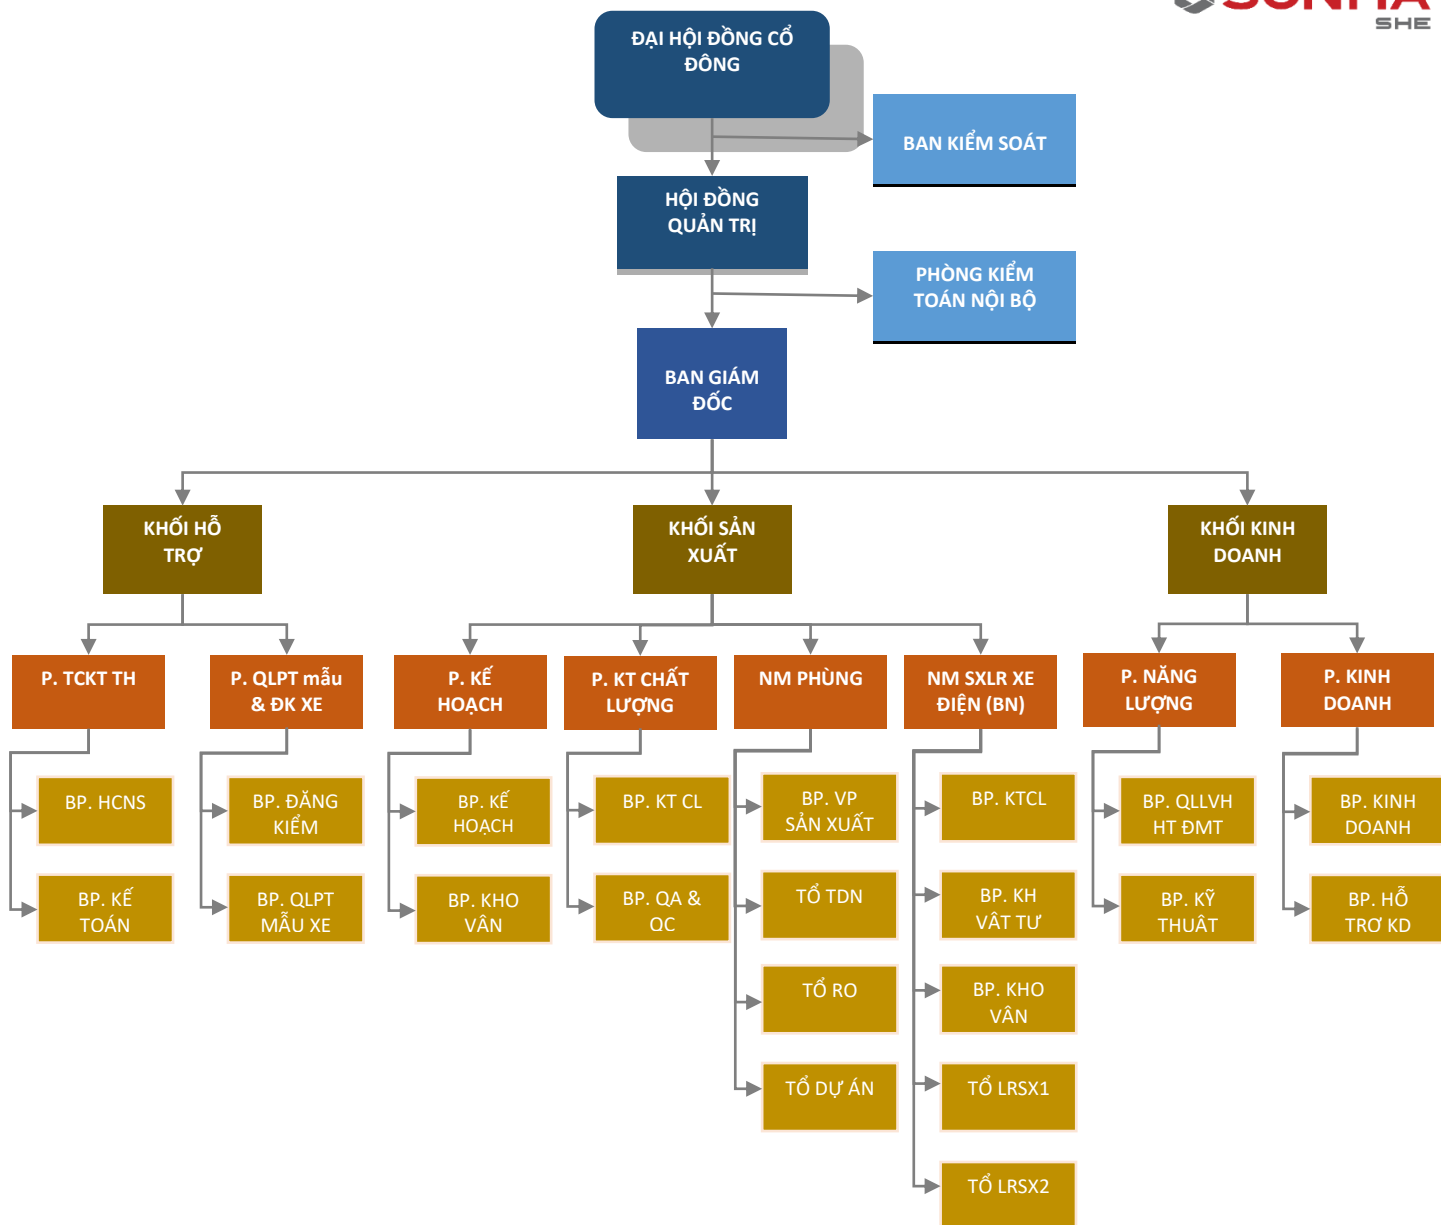 SONHA
SHE
ĐẠI HỘI ĐỒNG CỔ
ĐÔNG
BAN KIỂM SOÁT
HỘI ĐỒNG
QUẢN TRỊ
PHÒNG KIỂM
TOÁN NỘI BỘ
BAN GIÁM
ĐỐC
KHỐI HỖ
TRỢ
KHỐI SẢN
XUẤT
KHỐI KINH
DOANH
P. TCKT TH
P. QLPT mẫu
& ĐK XE
P. KẾ
HOẠCH
P. KT CHẤT
LƯỢNG
NM PHÙNG
NM SXLR XE
ĐIỆN (BN)
P. NĂNG
LƯỢNG
P. KINH
DOANH
BP. HCNS
BP. ĐĂNG
KIỂM
BP. KẾ
HOẠCH
BP. KT CL
BP. VP
SẢN XUẤT
BP. KTCL
BP. QLLVH
HT ĐMT
BP. KINH
DOANH
BP. KẾ
TOÁN
BP. QLPT
MẪU XE
BP. KHO
VẬN
BP. QA &
QC
TỔ TDN
BP. KH
VẬT TƯ
BP. KỸ
THUẬT
BP. HỖ
TRỢ KD
TỔ RO
BP. KHO
VẬN
TỔ DỰ ÁN
TỔ LRSX1
TỔ LRSX2